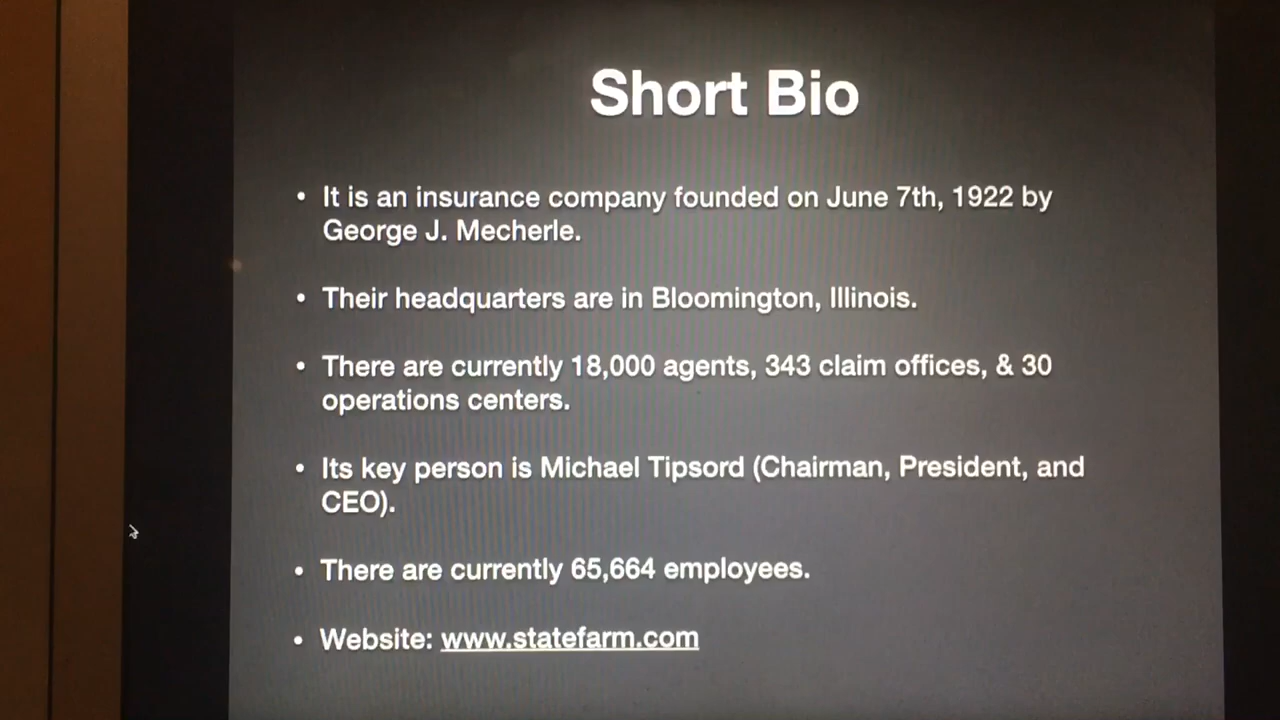 Short Bio
• It is an insurance company founded on June 7th, 1922 by
George J. Mecherle.
• Their headquarters are in Bloomington, Illinois.
• There are currently 18,000 agents, 343 claim offices, & 30
operations centers.
• Its key person is Michael Tipsord (Chairman, President, and
CEO).
• There are currently 65,664 employees.
• Website: www.statefarm.com